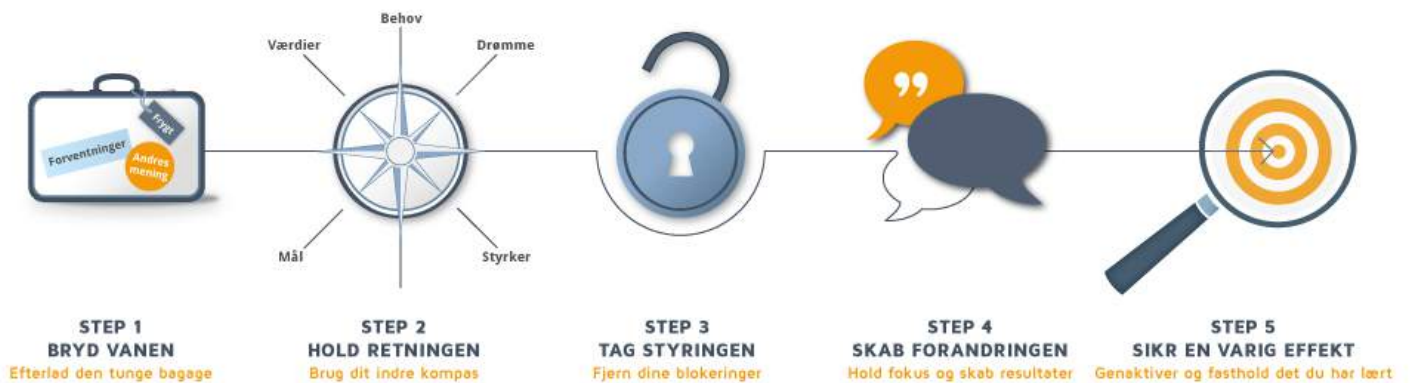 Forventninger
Frygt
Andres
mening
Behov
Værdier
Drømme
Mål
Styrker
STEP 1
BRYD VANEN
Efterlad den tunge bagage
STEP 2
HOLD RETNINGEN
Brug dit indre kompas
STEP 3
TAG STYRINGEN
Fjern dine blokeringer
STEP 4
SKAB FORANDRINGEN
Hold fokus og skab resultater
STEP 5
SIKR EN VARIG EFFEKT
Genaktiver og fasthold det du har lært